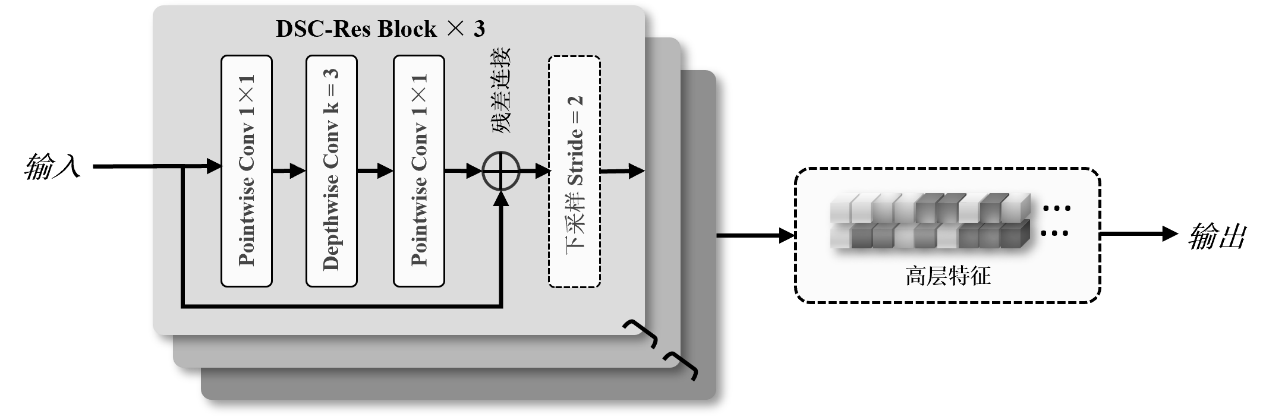 DSC-Res Block × 3
输入
Pointwise Conv 1×1
Depthwise Conv k = 3
Pointwise Conv 1×1
残差连接
下采样 Stride = 2
高层特征
输出